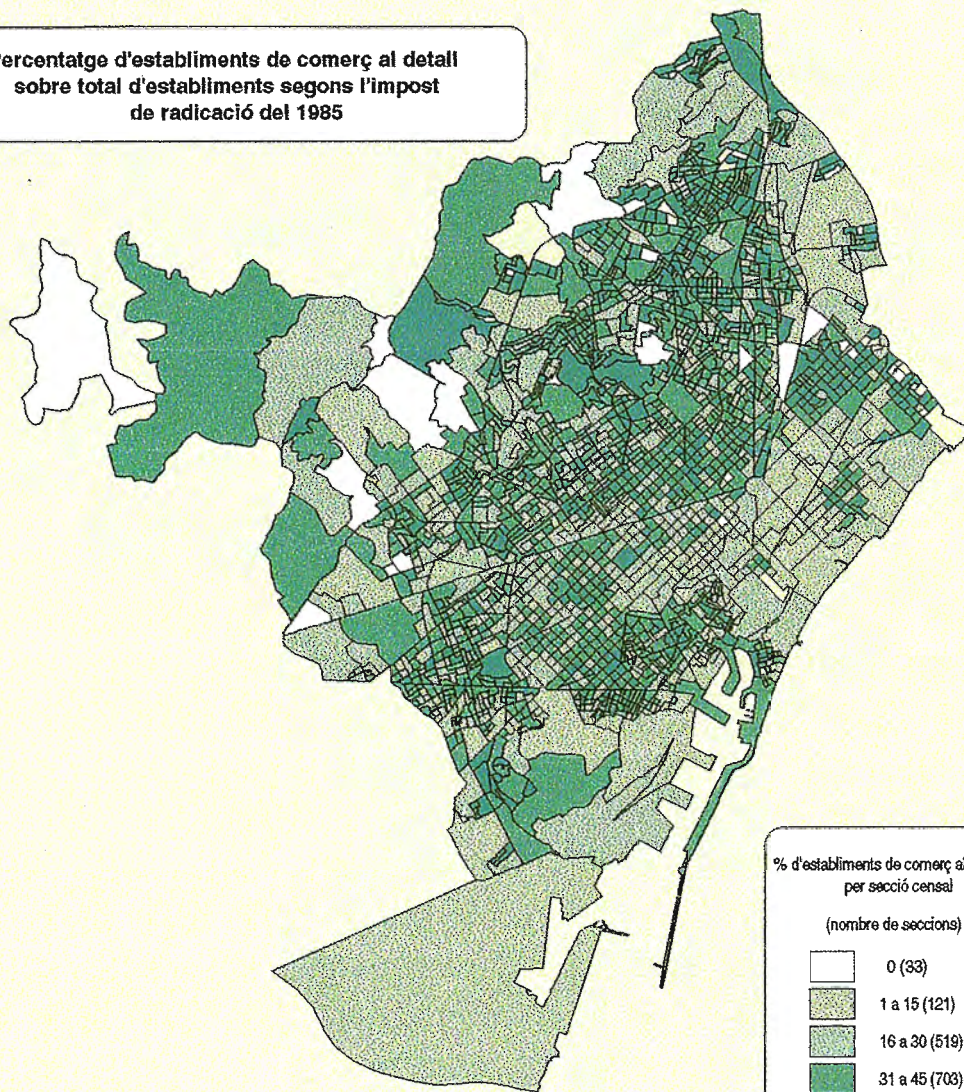 ercentatge d'establiments de comerç al detall
sobre total d'establiments segons l'impost
de radicació del 1985
% d'establiments de comerç al
per secció censal
(nombre de seccions)
0 (33)
1 a 15 (121)
16 a 30 (519)
31 a 45 (703)